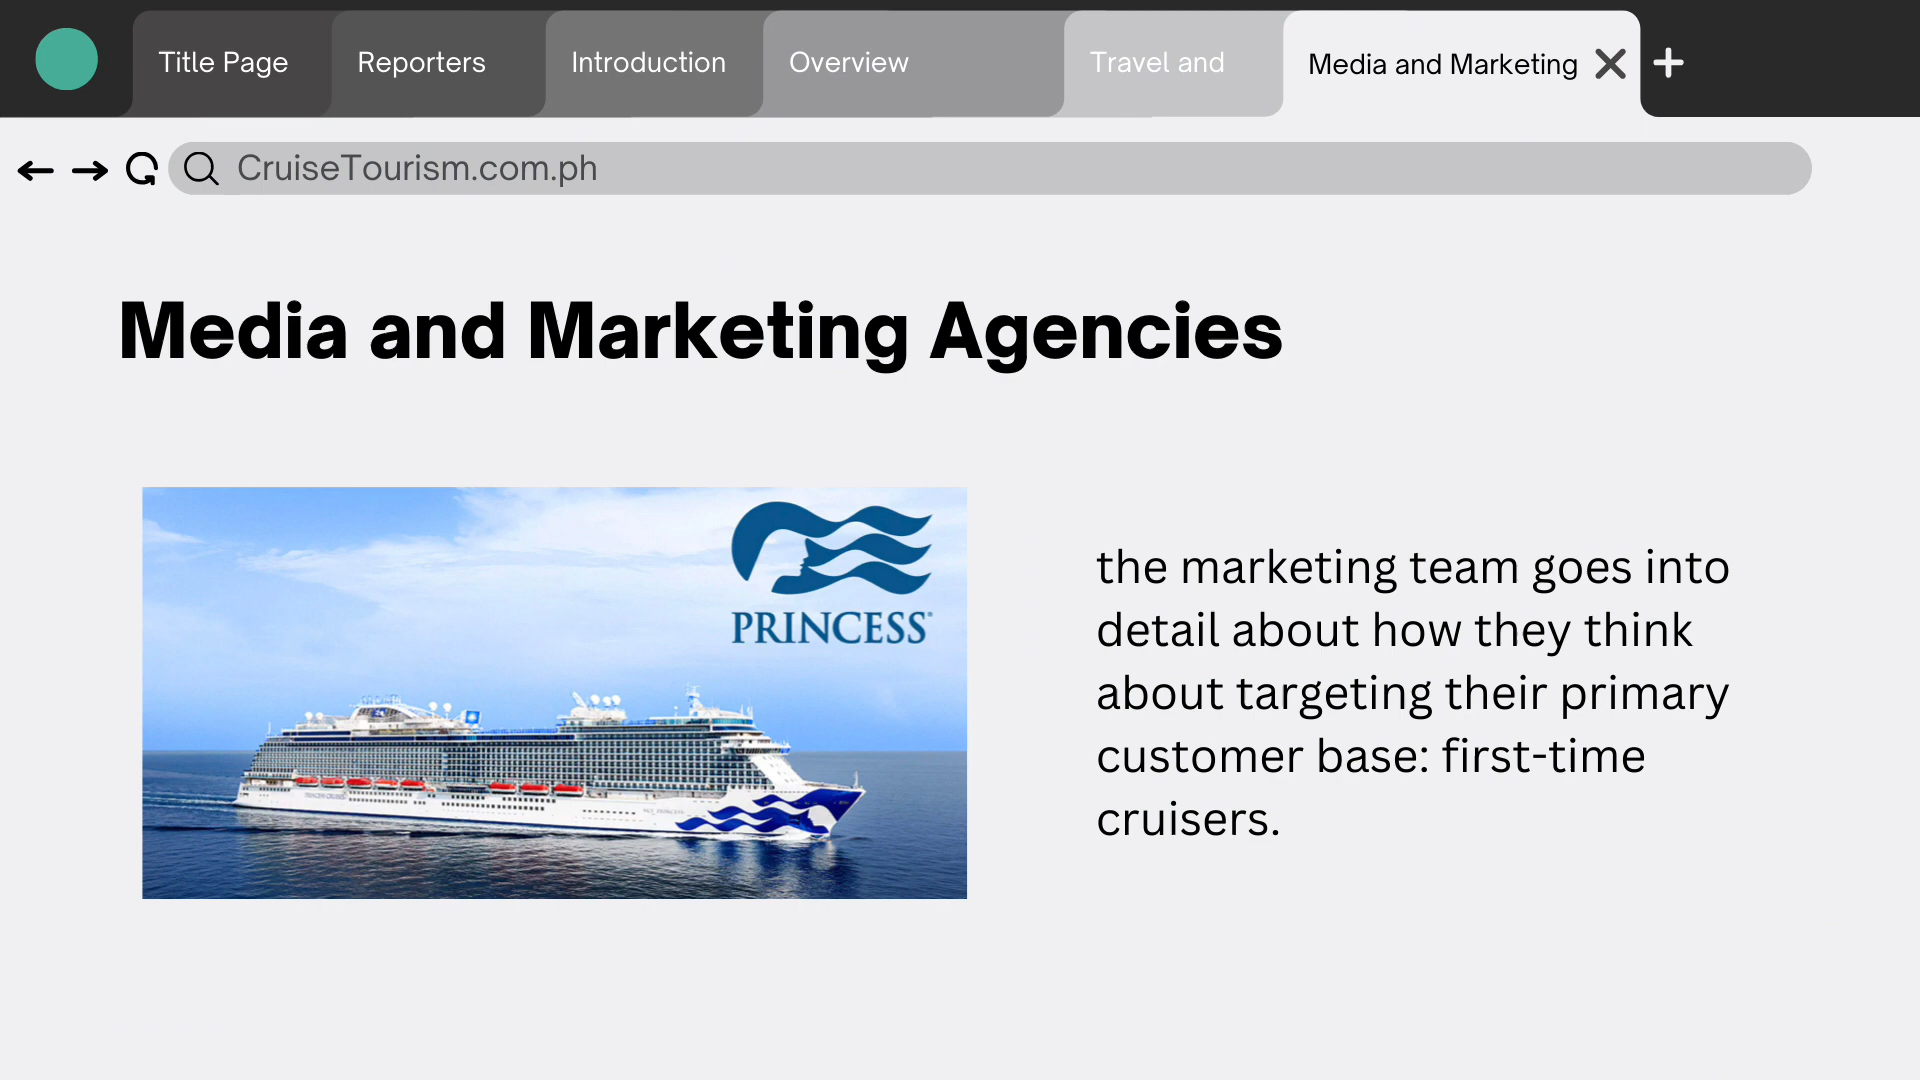 Title Page
Reporters
Introduction
Overview
Travel and
Media and Marketing
CruiseTourism.com.ph
Media and Marketing Agencies
PRINCESS
the marketing team goes into
detail about how they think
about targeting their primary
customer base: first-time
cruisers.